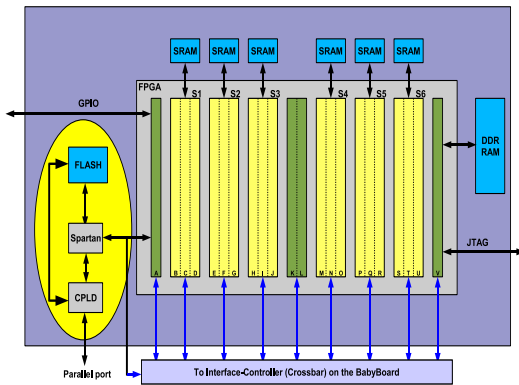 SRAM SRAM SRAM SRAM SRAM SRAM
FPGA
S1 S2 S3 S4 S5 S6
GPIO
DDR
RAM
FLASH
Spartan
CPLD
JTAG
A B C D E F G H I J K L M N O P Q R S T U V
Parallel port
To Interface-Controller (Crossbar) on the BabyBoard